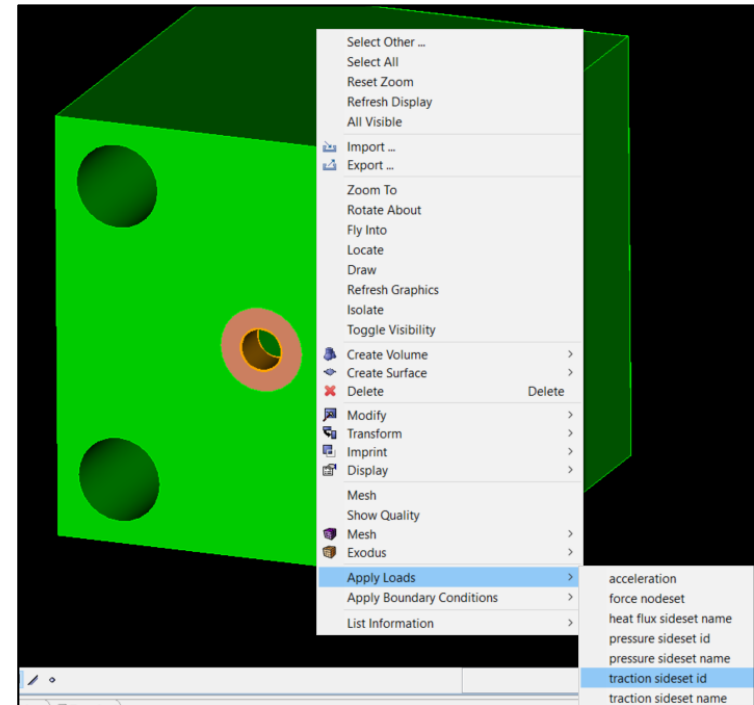 Select Other ...
Select All
Reset Zoom
Refresh Display
All Visible
Import ...
Export ...
Zoom To
Rotate About
Fly Into
Locate
Draw
Refresh Graphics
Isolate
Toggle Visibility
Create Volume >
Create Surface >
Delete Delete
Modify >
Transform >
Imprint >
Display >
Mesh
Show Quality
Mesh >
Exodus >
Apply Loads >
Apply Boundary Conditions >
List Information >
acceleration
force nodeset
heat flux sideset name
pressure sideset id
pressure sideset name
traction sideset id
traction sideset name